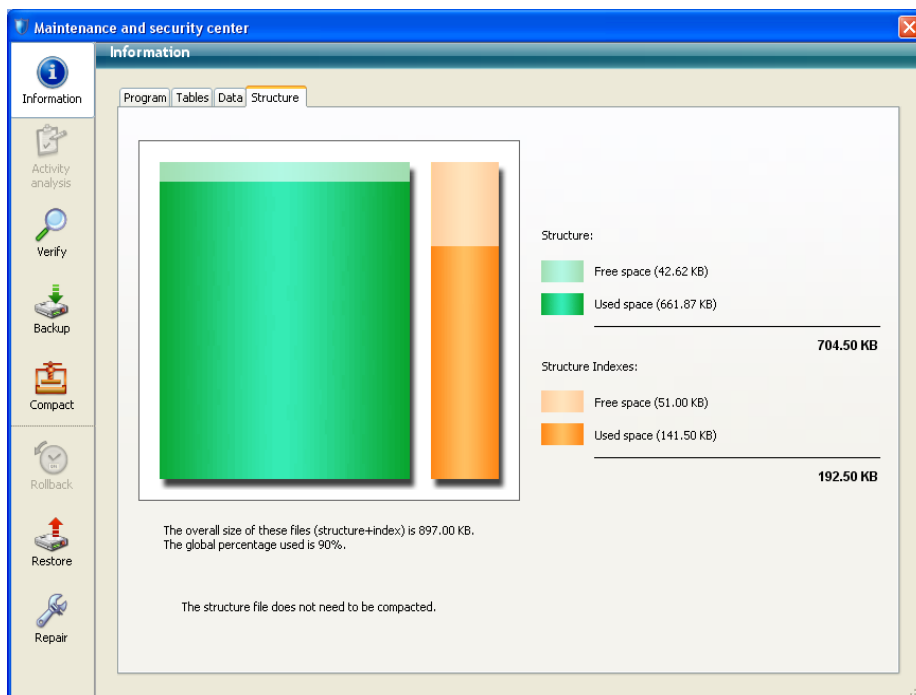 Maintenance and security center
Information
Information
Activity
analysis
Verify
Backup
Compact
Rollback
Restore
Repair
Program
Tables
Data
Structure
Structure:
Free space (42.62 KB)
Used space (661.87 KB)
704.50 KB
Structure Indexes:
Free space (51.00 KB)
Used space (141.50 KB)
192.50 KB
The overall size of these files (structure+index) is 897.00 KB.
The global percentage used is 90%.
The structure file does not need to be compacted.